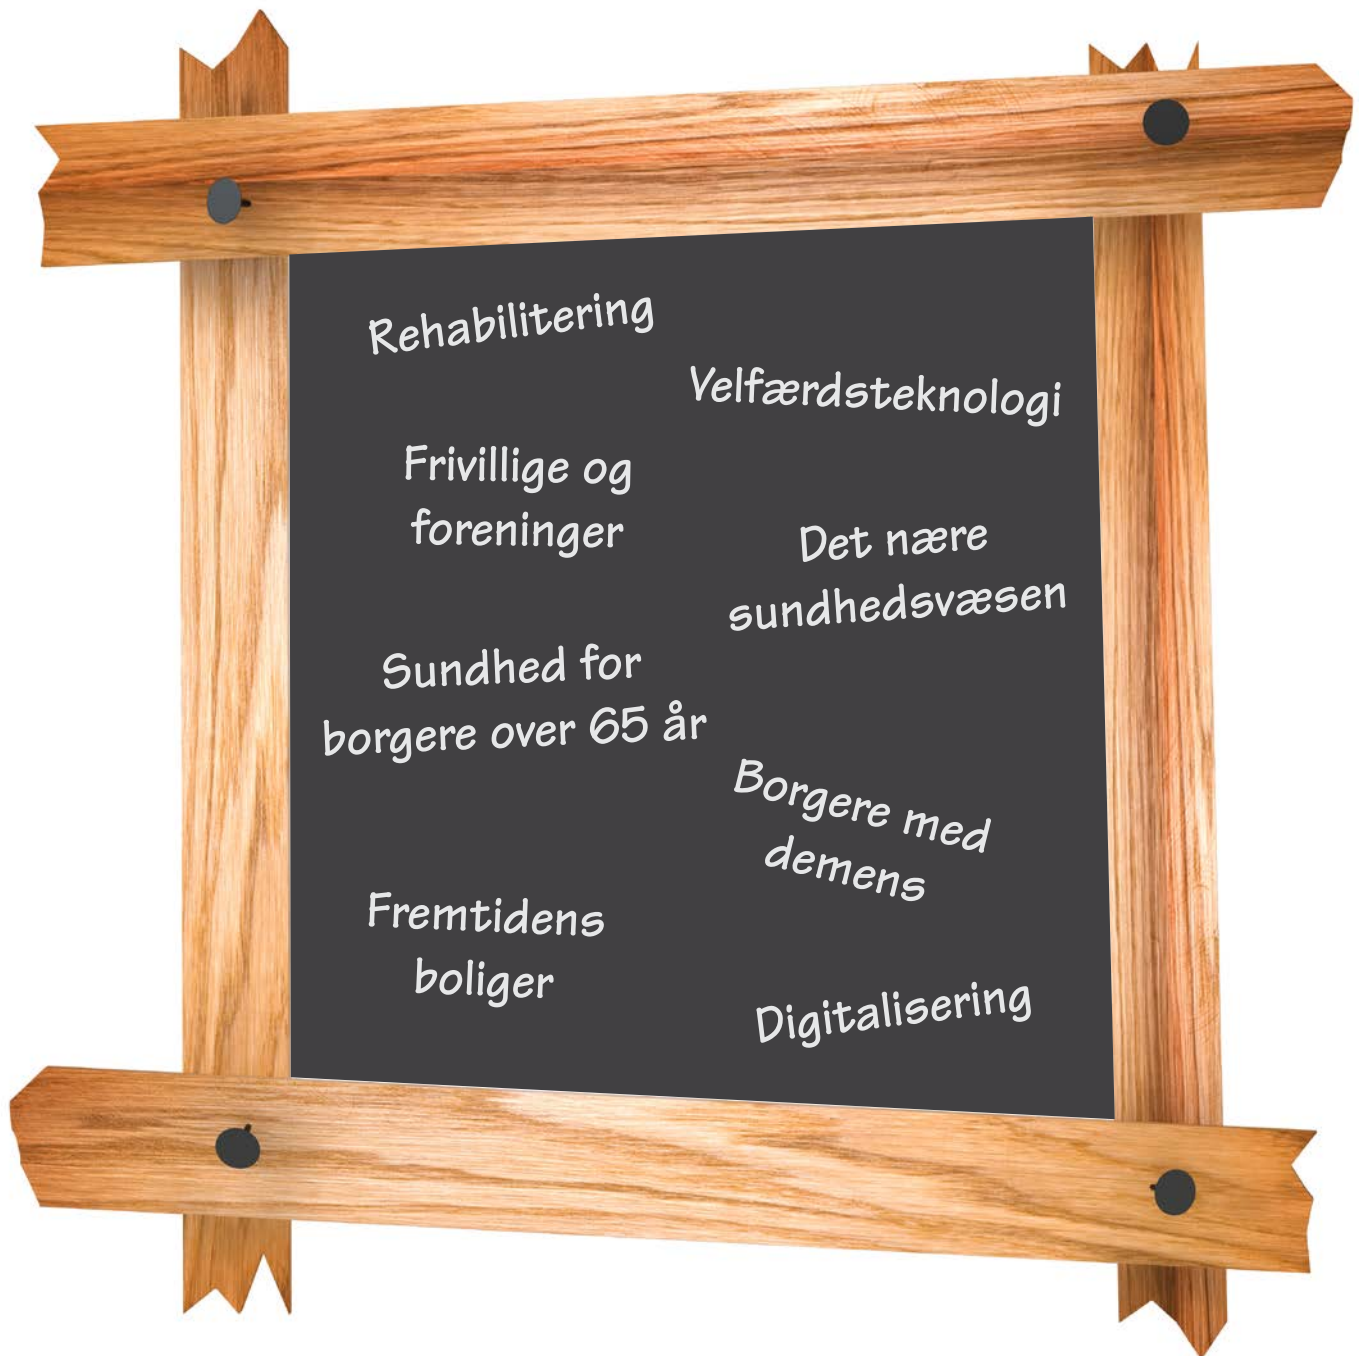 Rehabilitering
Velfærdsteknologi
Frivillige og
foreninger
Det nære
sundhedsvæsen
Sundhed for
borgere over 65 år
Borgere med
demens
Fremtidens
boliger
Digitalisering